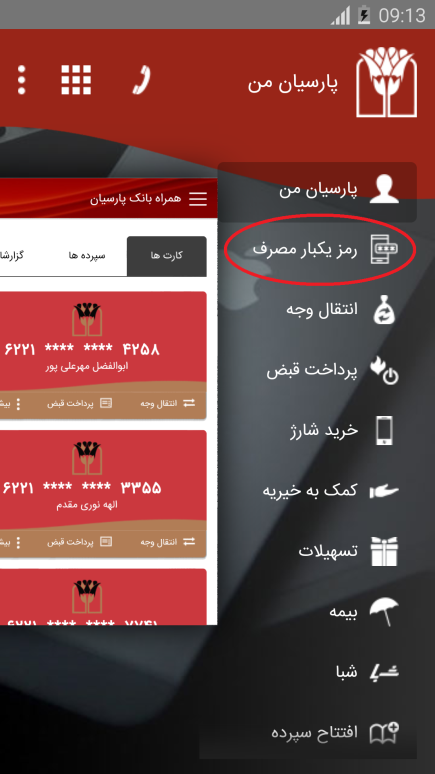 09:13
پارسیان من
پارسیان من
رمز یکبار مصرف
انتقال وجه
پرداخت قبض
خرید شارژ
کمک به خیریه
تسهیلات
بیمه
شبا
افتتاح سپرده
همراه بانک پارسیان
کارت ها
سپرده ها
گزارشا
۶۲۲۱ **** **** ۴۲۵۸
ابوالفضل مهرعلی پور
انتقال وجه
پرداخت قبض
بیش
۶۲۲۱ **** **** ۳۳۵۵
الهه نوری مقدم
انتقال وجه
پرداخت قبض
بیش
۶۲۲۱ **** **** ۷۷۴۱